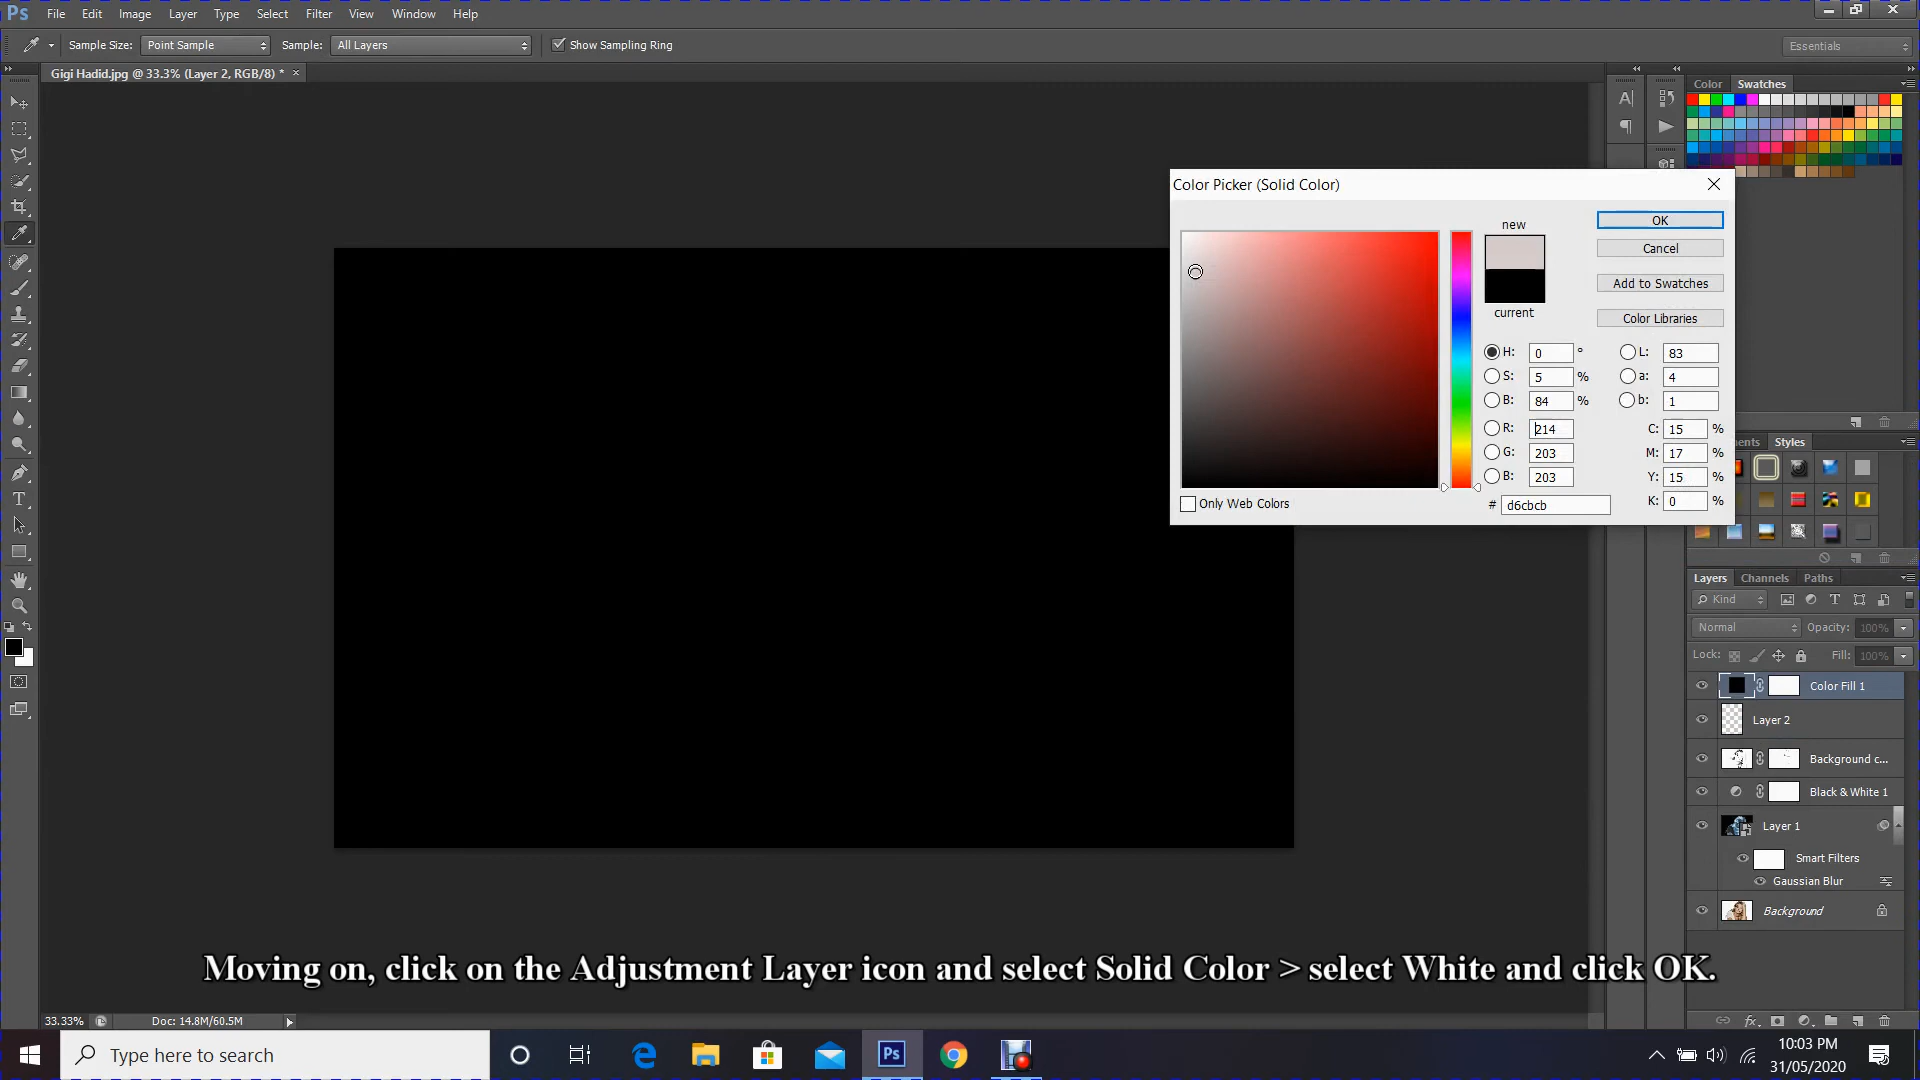 Ps File Edit Image Layer Type Select Filter View Window Help
Sample Size: Point Sample Sample: All Layers Show Sampling Ring Essentials
Gigi Hadid.jpg @ 33.3% (Layer 2, RGB/8) * ×
Color Swatches
Color Picker (Solid Color)
new
current
OK
Cancel
Add to Swatches
Color Libraries
H: 0 ° L: 83
S: 5 % a: 4
B: 84 % b: 1
R: 214 C: 15 %
G: 203 M: 17 %
B: 203 Y: 15 %
# d6cbcb K: 0 %
Only Web Colors
Styles
Layers Channels Paths
Kind
Normal Opacity: 100%
Lock: Fill: 100%
Color Fill 1
Layer 2
Background c...
Black & White 1
Layer 1
Smart Filters
Gaussian Blur
Background
Moving on, click on the Adjustment Layer icon and select Solid Color > select White and click OK.
33.33% Doc: 14.8M/60.5M
Type here to search
Ps
10:03 PM
31/05/2020